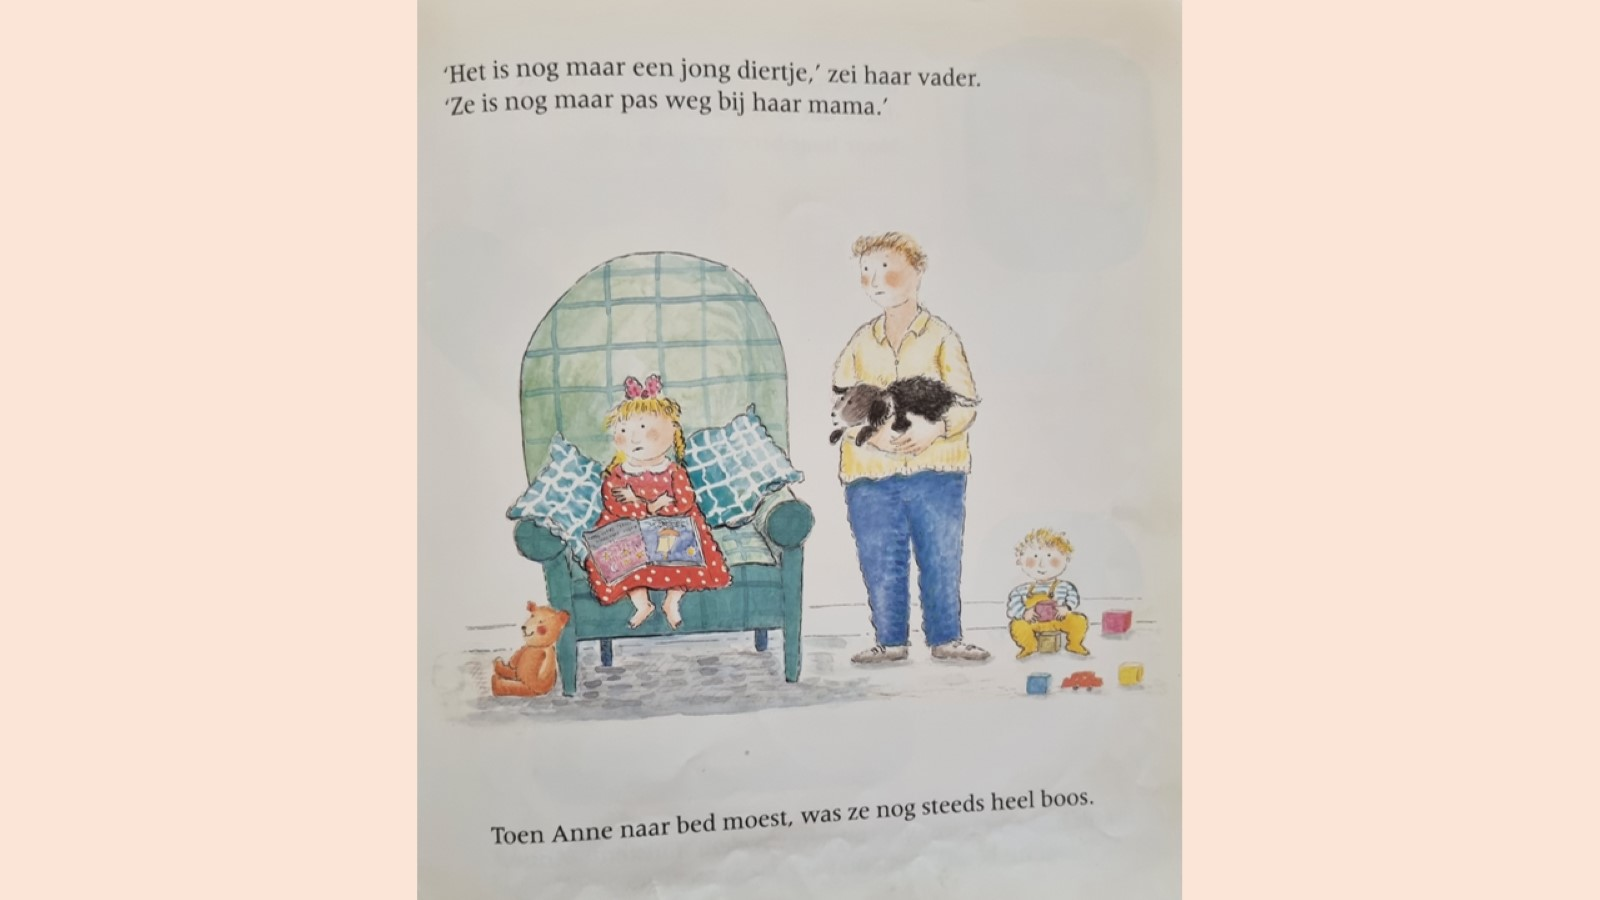 ‘Het is nog maar een jong diertje,’ zei haar vader.
‘Ze is nog maar pas weg bij haar mama.’
Toen Anne naar bed moest, was ze nog steeds heel boos.